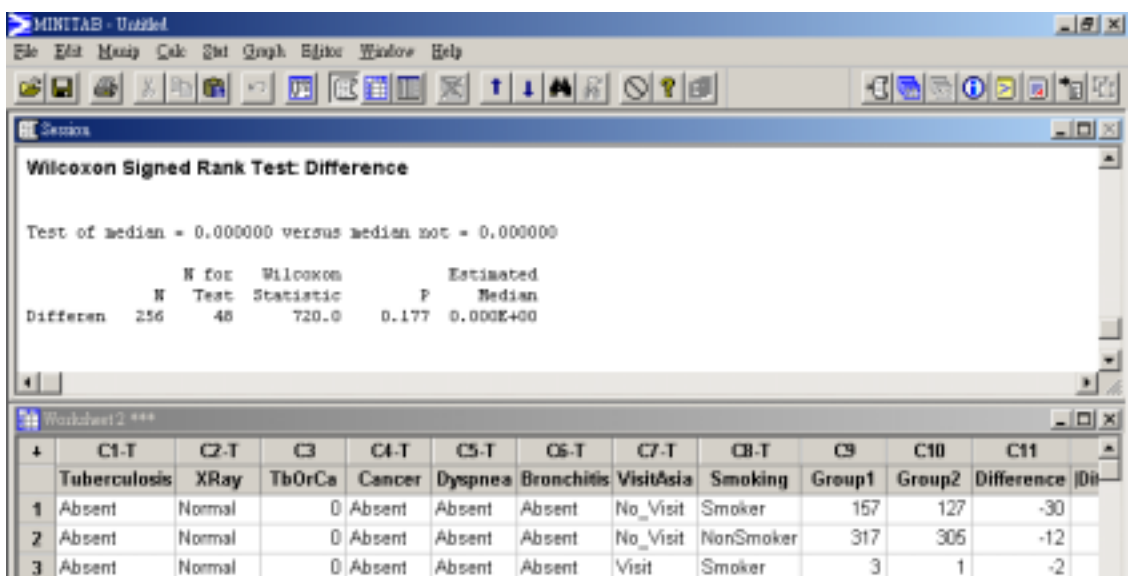 MINITAB - Untitled
File Edit Manip Calc Stat Graph Editor Window Help
Session
Wilcoxon Signed Rank Test: Difference
Test of median = 0.000000 versus median not = 0.000000
N for Wilcoxon Estimated
N Test Statistic P Median
Differen 256 48 720.0 0.177 0.000E+00
Worksheet 2 ***
C1-T C2-T C3 C4-T C5-T C6-T C7-T C8-T C9 C10 C11
Tuberculosis XRay TbOrCa Cancer Dyspnea Bronchitis VisitAsia Smoking Group1 Group2 Difference
1 Absent Normal 0 Absent Absent Absent No_Visit Smoker 157 127 -30
2 Absent Normal 0 Absent Absent Absent No_Visit NonSmoker 317 305 -12
3 Absent Normal 0 Absent Absent Absent Visit Smoker 3 1 -2